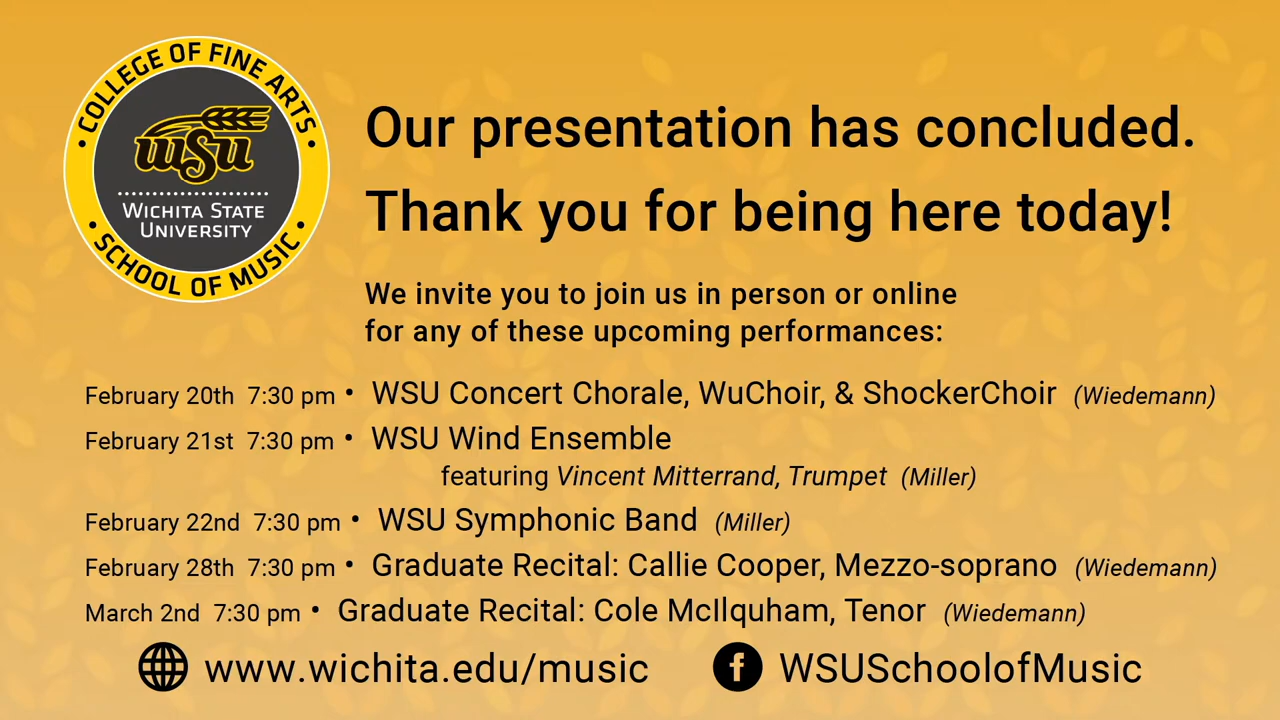 COLLEGE OF FINE ARTS
wsu
WICHITA STATE
UNIVERSITY
SCHOOL OF MUSIC
Our presentation has concluded.
Thank you for being here today!
We invite you to join us in person or online
for any of these upcoming performances:
February 20th 7:30 pm • WSU Concert Chorale, WuChoir, & ShockerChoir (Wiedemann)
February 21st 7:30 pm • WSU Wind Ensemble
featuring Vincent Mitterrand, Trumpet (Miller)
February 22nd 7:30 pm • WSU Symphonic Band (Miller)
February 28th 7:30 pm • Graduate Recital: Callie Cooper, Mezzo-soprano (Wiedemann)
March 2nd 7:30 pm • Graduate Recital: Cole McIlquham, Tenor (Wiedemann)
www.wichita.edu/music
WSUSchoolofMusic